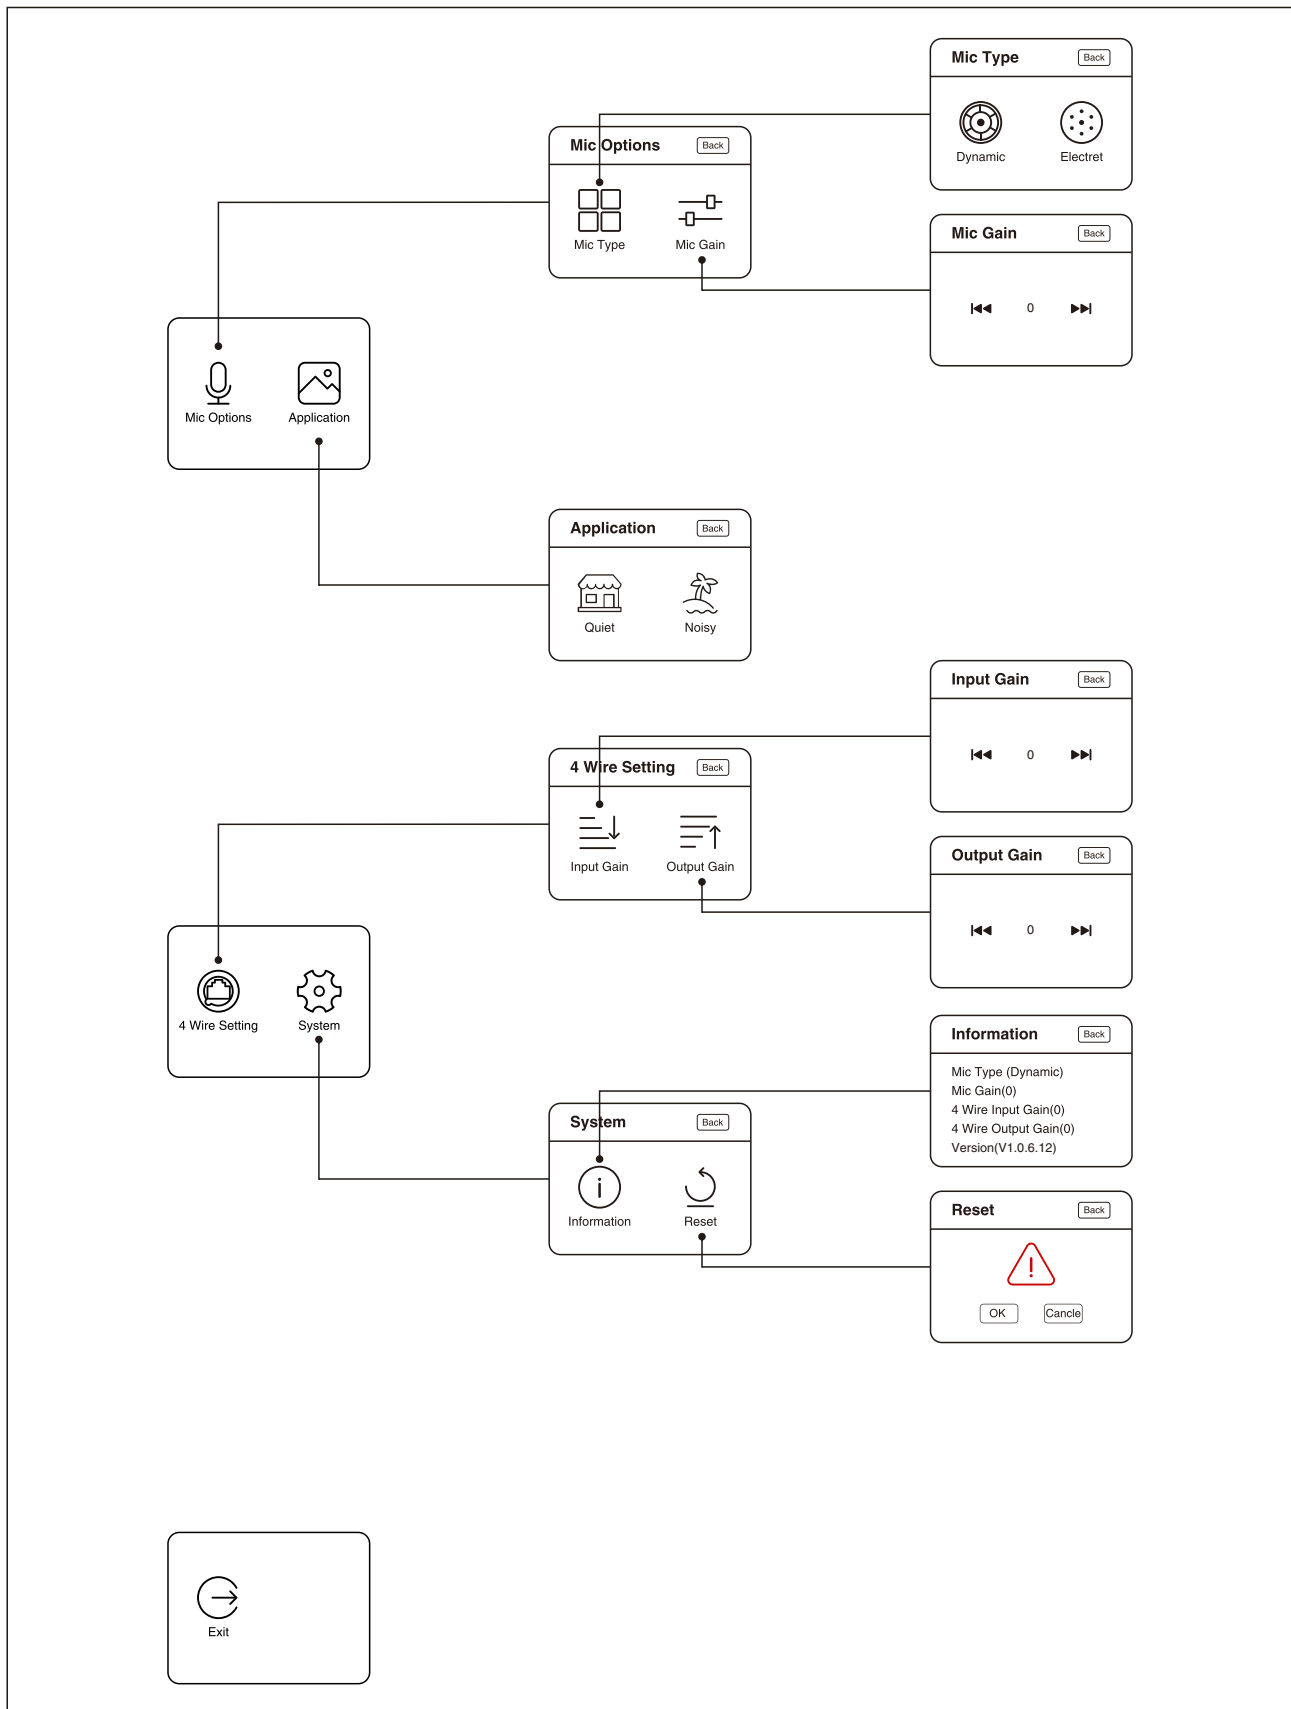 Mic Type Back
Dynamic Electret
Mic Options Back
Mic Type Mic Gain
Mic Gain Back
0
Mic Options Application
Application Back
Quiet Noisy
Input Gain Back
0
4 Wire Setting Back
Input Gain Output Gain
Output Gain Back
0
4 Wire Setting System
Information Back
Mic Type (Dynamic)
Mic Gain(0)
4 Wire Input Gain(0)
4 Wire Output Gain(0)
Version(V1.0.6.12)
System Back
Information Reset
Reset Back
OK Cancle
Exit